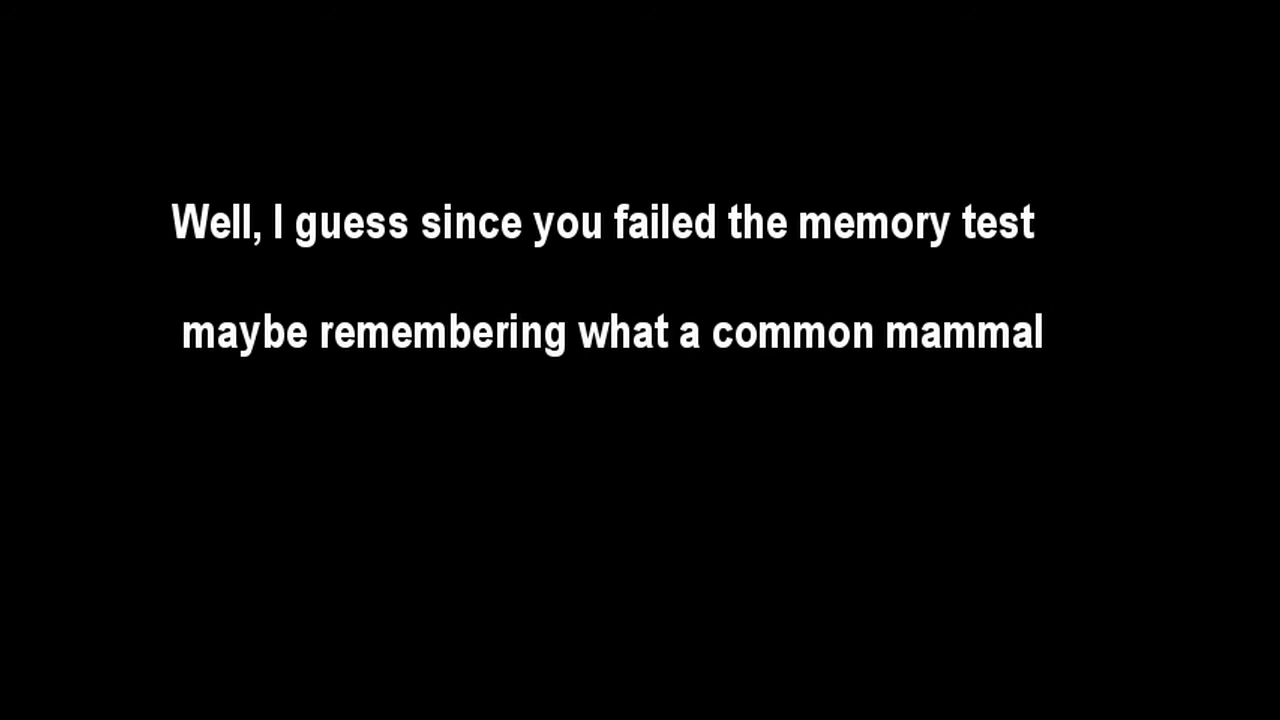 Well, I guess since you failed the memory test
maybe remembering what a common mammal